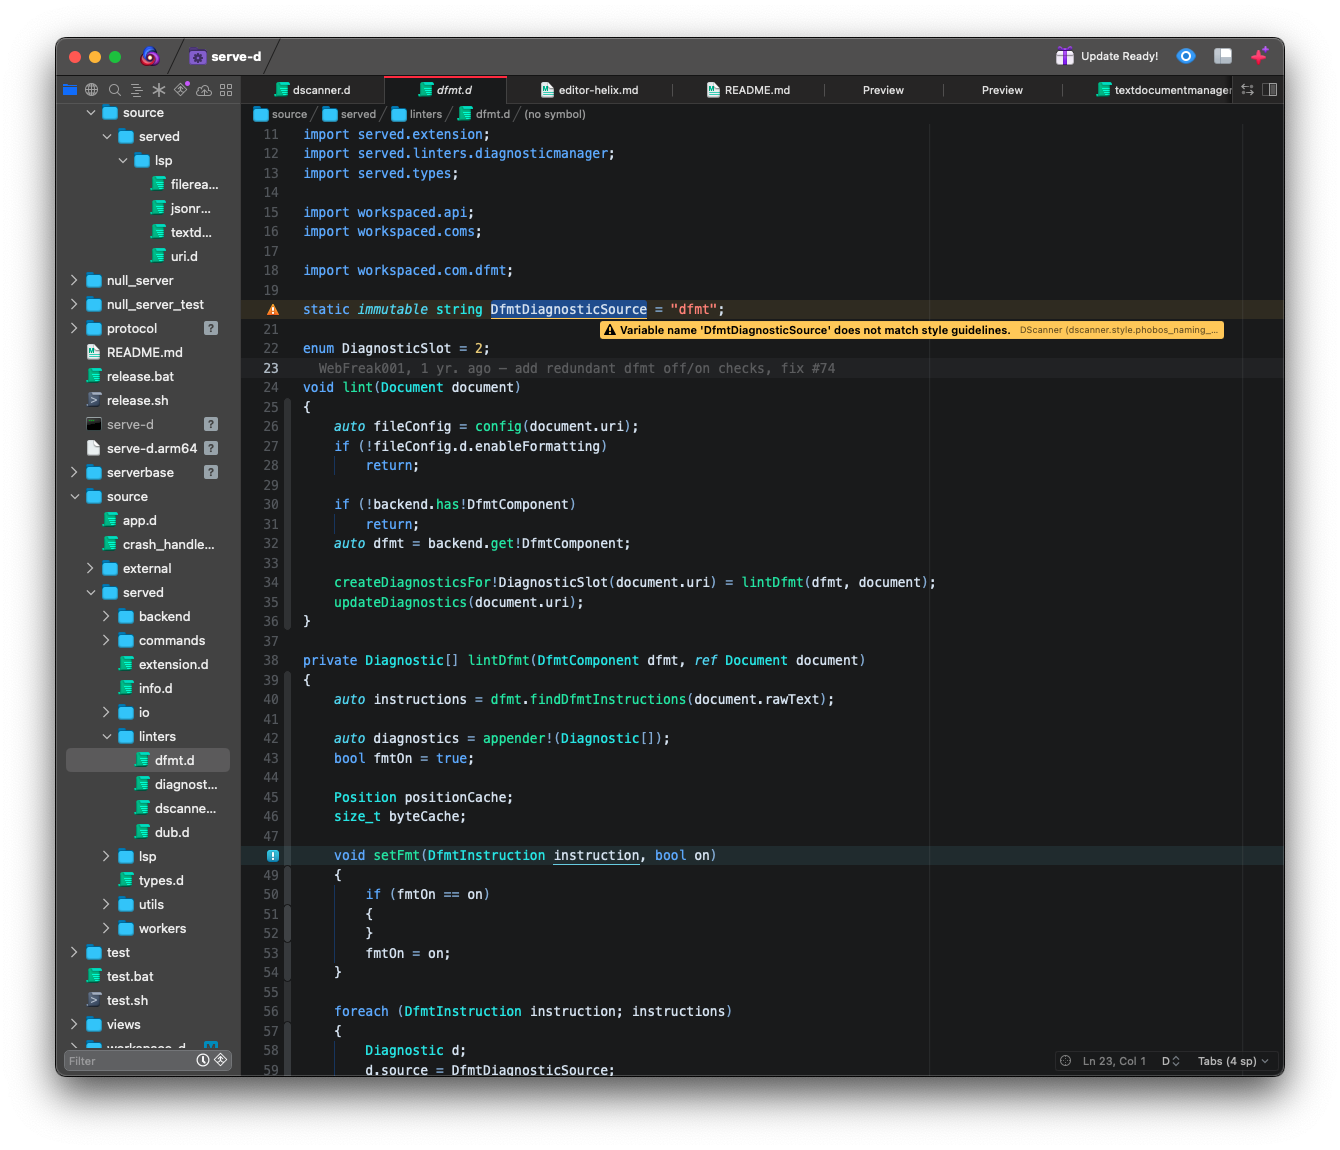 serve-d
Update Ready!
dscanner.d
dfmt.d
editor-helix.md
README.md
Preview
Preview
textdocumentmanager
source
served
lsp
filerea...
jsonr...
textd...
uri.d
null_server
null_server_test
protocol ?
README.md
release.bat
release.sh
serve-d ?
serve-d.arm64 ?
serverbase ?
source
app.d
crash_handle...
external
served
backend
commands
extension.d
info.d
io
linters
dfmt.d
diagnost...
dscanne...
dub.d
lsp
types.d
utils
workers
test
test.bat
test.sh
views
workspace-d M
Filter
source / served / linters / dfmt.d / (no symbol)
11 import served.extension;
12 import served.linters.diagnosticmanager;
13 import served.types;
14
15 import workspaced.api;
16 import workspaced.coms;
17
18 import workspaced.com.dfmt;
19
static immutable string DfmtDiagnosticSource = "dfmt";
21 Variable name 'DfmtDiagnosticSource' does not match style guidelines. DScanner (dscanner.style.phobos_naming_...
22 enum DiagnosticSlot = 2;
23 WebFreak001, 1 yr. ago — add redundant dfmt off/on checks, fix #74
24 void lint(Document document)
25 {
26 auto fileConfig = config(document.uri);
27 if (!fileConfig.d.enableFormatting)
28 return;
29
30 if (!backend.has!DfmtComponent)
31 return;
32 auto dfmt = backend.get!DfmtComponent;
33
34 createDiagnosticsFor!DiagnosticSlot(document.uri) = lintDfmt(dfmt, document);
35 updateDiagnostics(document.uri);
36 }
37
38 private Diagnostic[] lintDfmt(DfmtComponent dfmt, ref Document document)
39 {
40 auto instructions = dfmt.findDfmtInstructions(document.rawText);
41
42 auto diagnostics = appender!(Diagnostic[]);
43 bool fmtOn = true;
44
45 Position positionCache;
46 size_t byteCache;
47
void setFmt(DfmtInstruction instruction, bool on)
49 {
50 if (fmtOn == on)
51 {
52 }
53 fmtOn = on;
54 }
55
56 foreach (DfmtInstruction instruction; instructions)
57 {
58 Diagnostic d;
59 d.source = DfmtDiagnosticSource;
Ln 23, Col 1 D Tabs (4 sp)